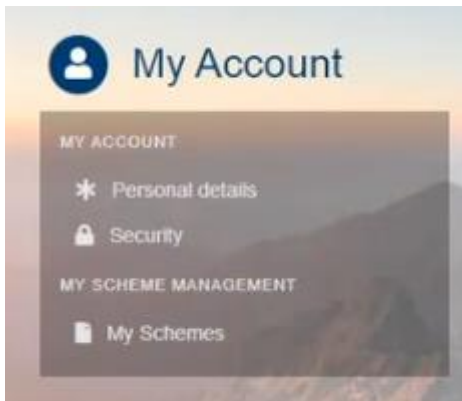 My Account
MY ACCOUNT
Personal details
Security
MY SCHEME MANAGEMENT
My Schemes